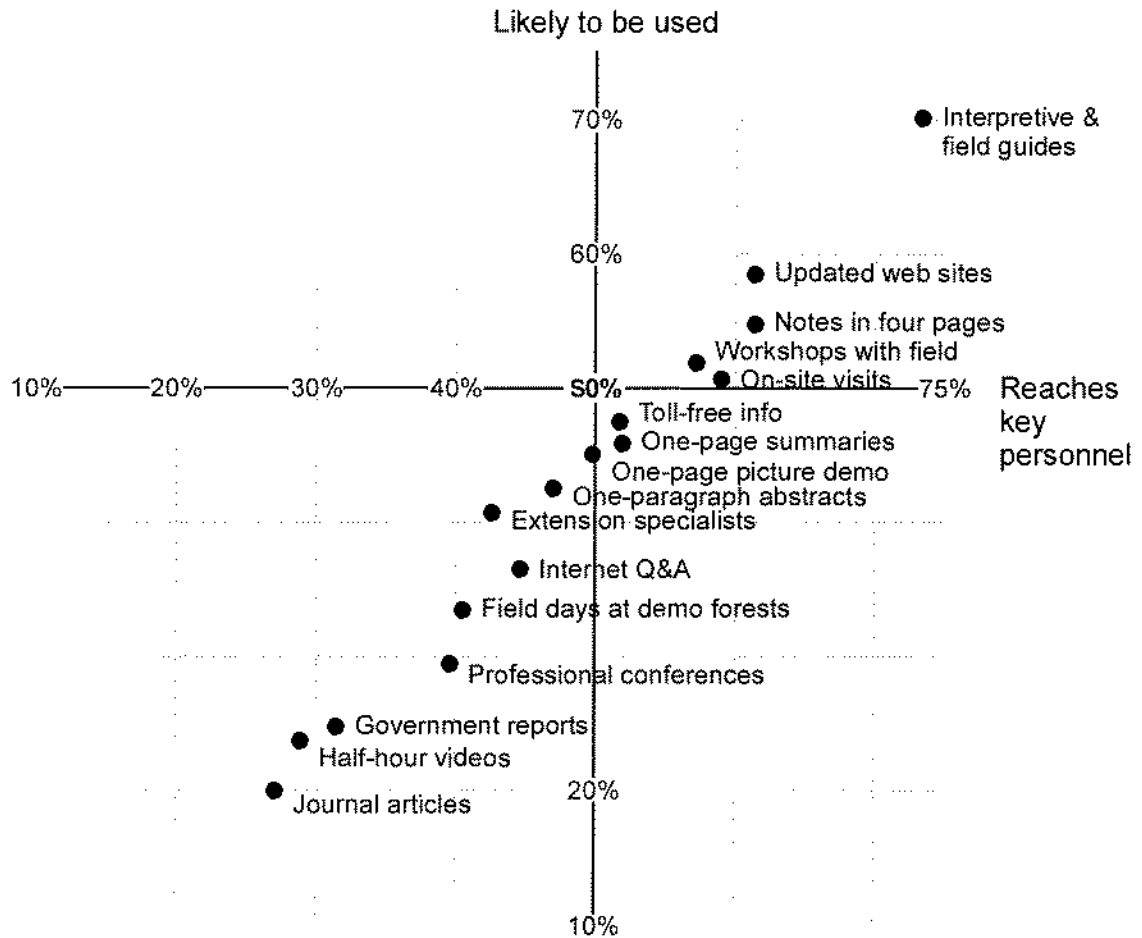 Likely to be used
70%
Interpretive &
field guides
60%
Updated web sites
Notes in four pages
Workshops with field
On-site visits
10%
20%
30%
40%
50%
75%
Reaches
key
personnel
Toll-free info
One-page summaries
One-page picture demo
One-paragraph abstracts
Extension specialists
Internet Q&A
Field days at demo forests
Professional conferences
Government reports
Half-hour videos
20%
Journal articles
10%